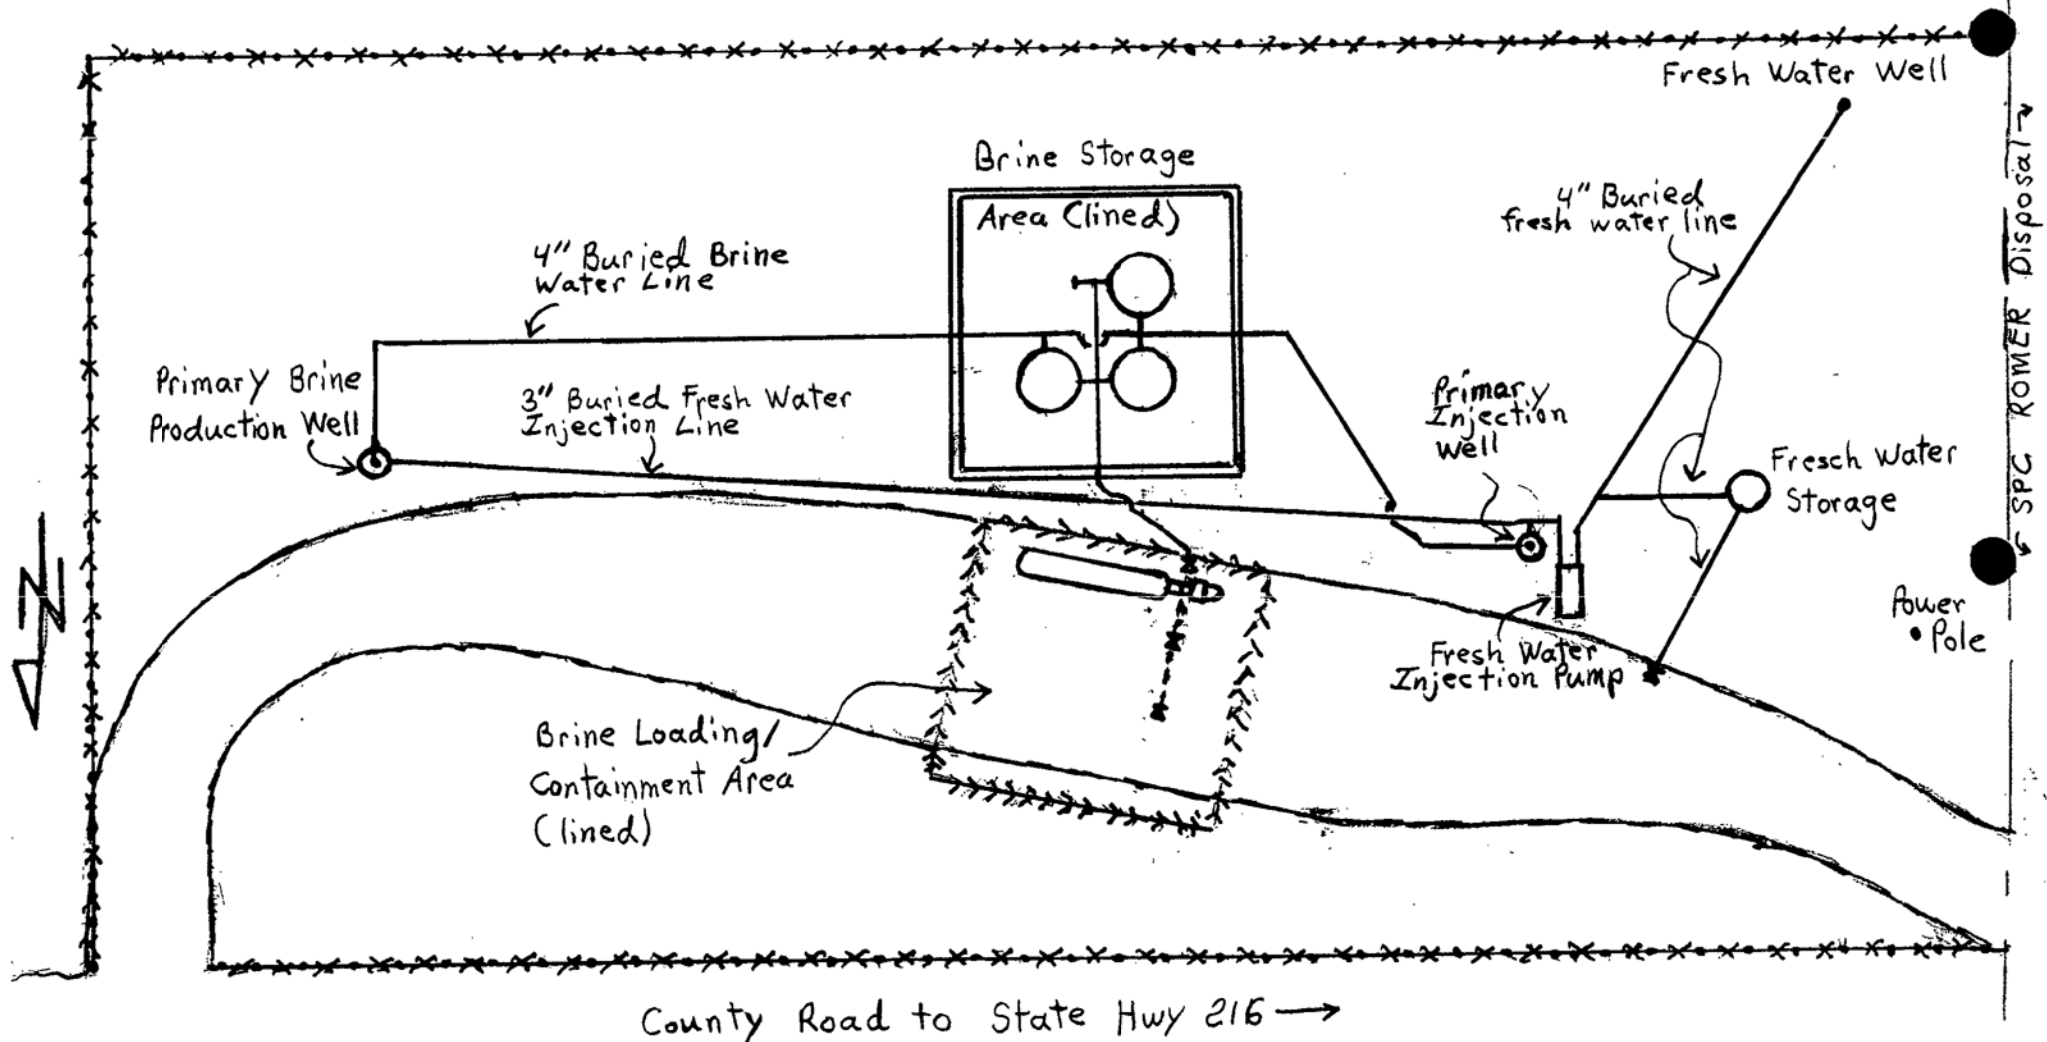 Fresh Water Well
Brine Storage
Area (lined)
4" Buried
fresh water line
4" Buried Brine
Water Line
Primary Brine
Production Well
3" Buried Fresh Water
Injection Line
Primary
Injection
Well
Fresch Water
Storage
← SPC ROMER Disposal →
Power
Pole
Fresh Water
Injection Pump
Brine Loading/
Containment Area
(lined)
N
County Road to State Hwy 216 →